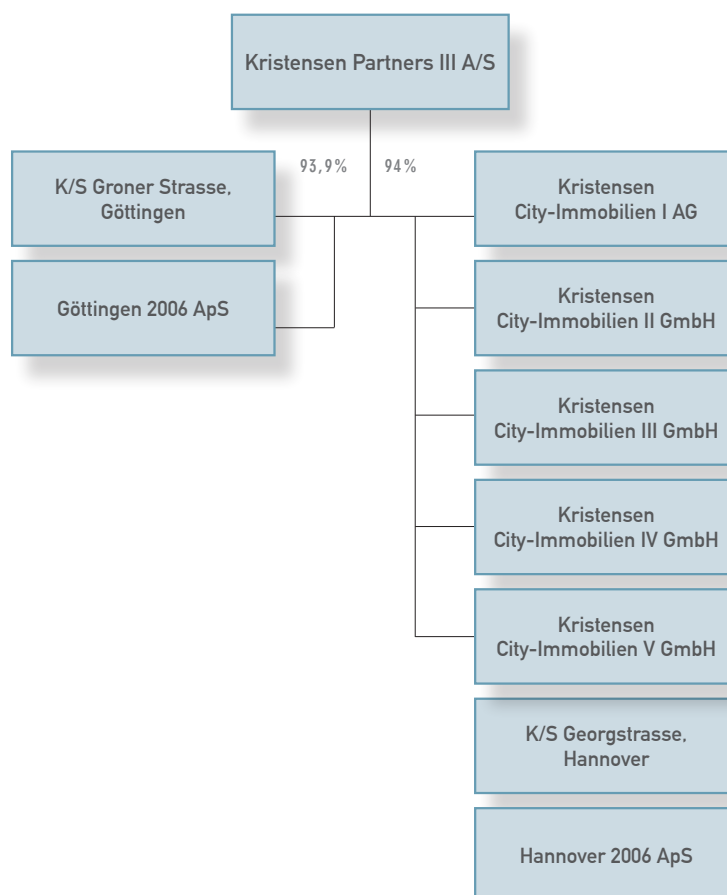 Kristensen Partners III A/S
93,9%
94%
K/S Groner Strasse,
Göttingen
Göttingen 2006 ApS
Kristensen
City-Immobilien I AG
Kristensen
City-Immobilien II GmbH
Kristensen
City-Immobilien III GmbH
Kristensen
City-Immobilien IV GmbH
Kristensen
City-Immobilien V GmbH
K/S Georgstrasse,
Hannover
Hannover 2006 ApS